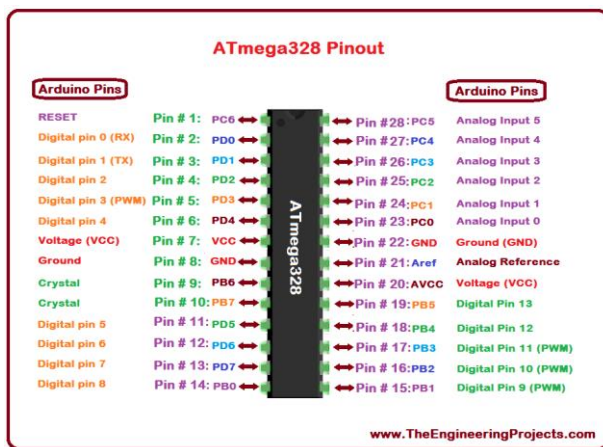 ATmega328 Pinout
Arduino Pins
Arduino Pins
RESET Pin # 1: PC6
Digital pin 0 (RX) Pin # 2: PD0
Digital pin 1 (TX) Pin # 3: PD1
Digital pin 2 Pin # 4: PD2
Digital pin 3 (PWM) Pin # 5: PD3
Digital pin 4 Pin # 6: PD4
Voltage (VCC) Pin # 7: VCC
Ground Pin # 8: GND
Crystal Pin # 9: PB6
Crystal Pin # 10: PB7
Digital pin 5 Pin # 11: PD5
Digital pin 6 Pin # 12: PD6
Digital pin 7 Pin # 13: PD7
Digital pin 8 Pin # 14: PB0
ATmega328
Pin #28: PC5 Analog Input 5
Pin #27: PC4 Analog Input 4
Pin #26: PC3 Analog Input 3
Pin #25: PC2 Analog Input 2
Pin # 24: PC1 Analog Input 1
Pin # 23: PC0 Analog Input 0
Pin # 22: GND Ground (GND)
Pin # 21: Aref Analog Reference
Pin # 20: AVCC Voltage (VCC)
Pin # 19: PB5 Digital Pin 13
Pin # 18: PB4 Digital Pin 12
Pin # 17: PB3 Digital Pin 11 (PWM)
Pin # 16: PB2 Digital Pin 10 (PWM)
Pin # 15: PB1 Digital Pin 9 (PWM)
www.TheEngineeringProjects.com